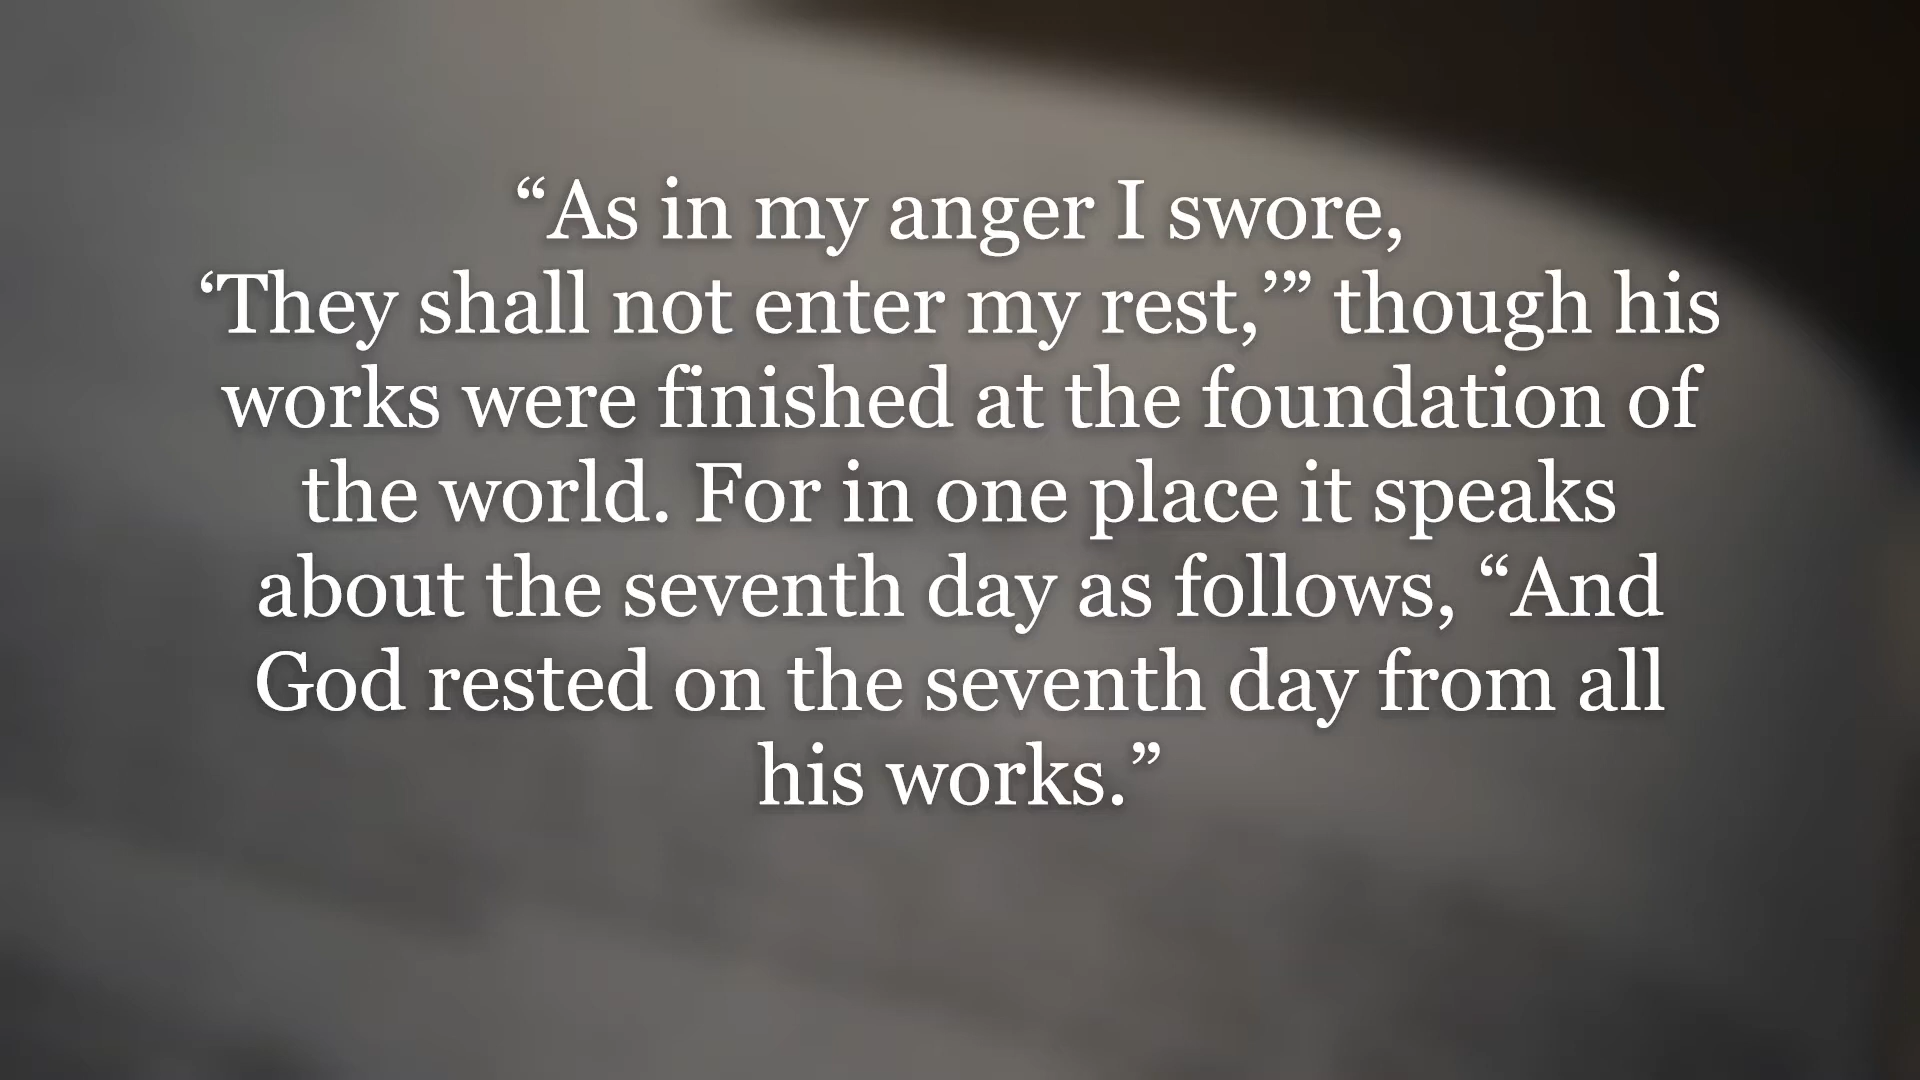 “As in my anger I swore,
‘They shall not enter my rest,’” though his
works were finished at the foundation of
the world. For in one place it speaks
about the seventh day as follows, “And
God rested on the seventh day from all
his works.”